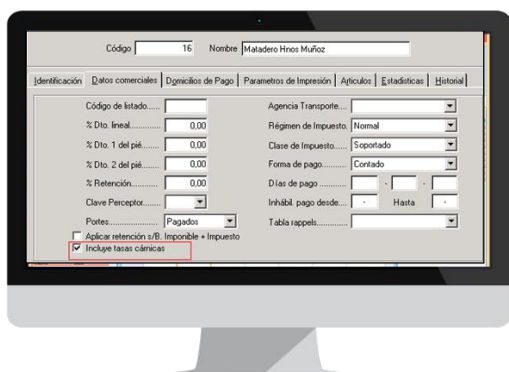 Código 16 Nombre Matadero Hnos Muñoz
Identificación Datos comerciales Domicilios de Pago Parametros de Impresión Artículos Estadisticas Historial
Código de listado..... Agencia Transporte....
% Dto. lineal............ 0,00 Régimen de Impuesto. Normal
% Dto. 1 del pié....... 0,00 Clase de Impuesto..... Soportado
% Dto. 2 del pié....... 0,00 Forma de pago.......... Contado
% Retención........... 0,00 Días de pago ............ . .
Clave Perceptor........ Inhábil. pago desde.... . Hasta .
Portes..................... Pagados Tabla rappels.............
Aplicar retención s/B. Imponible + Impuesto
Incluye tasas cárnicas